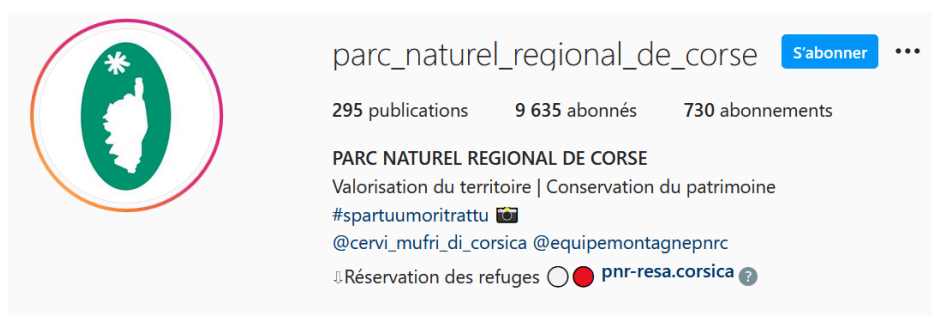 parc_naturel_regional_de_corse S'abonner
295 publications 9 635 abonnés 730 abonnements
PARC NATUREL REGIONAL DE CORSE
Valorisation du territoire | Conservation du patrimoine
#spartuumoritrattu 📷
@cervi_mufri_di_corsica @equipemontagnepnrc
⇩Réservation des refuges ⚪🔴 pnr-resa.corsica ?